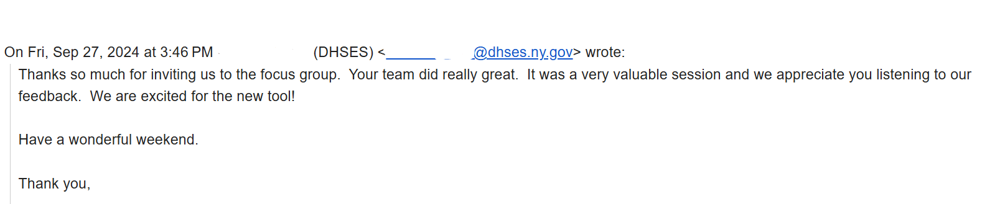 On Fri, Sep 27, 2024 at 3:46 PM (DHSES) < @dhses.ny.gov> wrote:
Thanks so much for inviting us to the focus group.  Your team did really great.  It was a very valuable session and we appreciate you listening to our
feedback.  We are excited for the new tool!
Have a wonderful weekend.
Thank you,